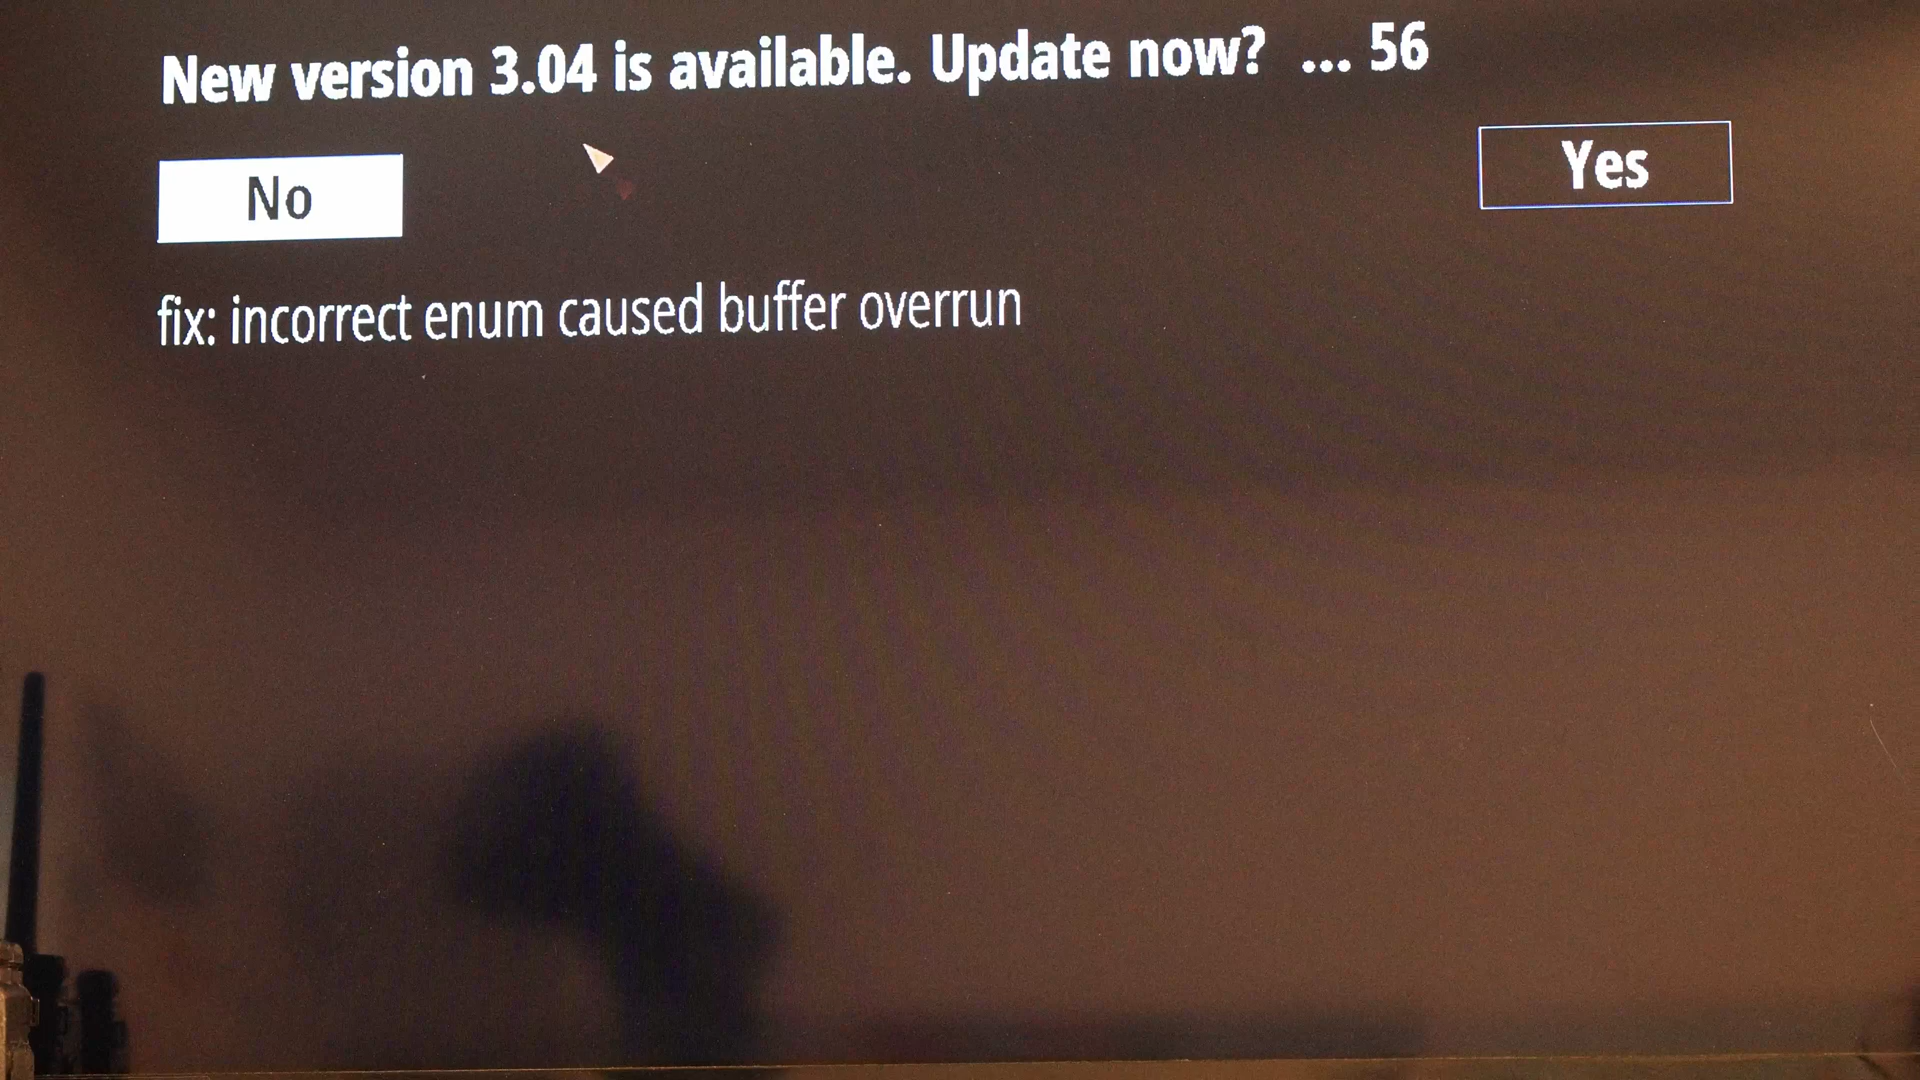 New version 3.04 is available. Update now? ... 56
No
Yes
fix: incorrect enum caused buffer overrun